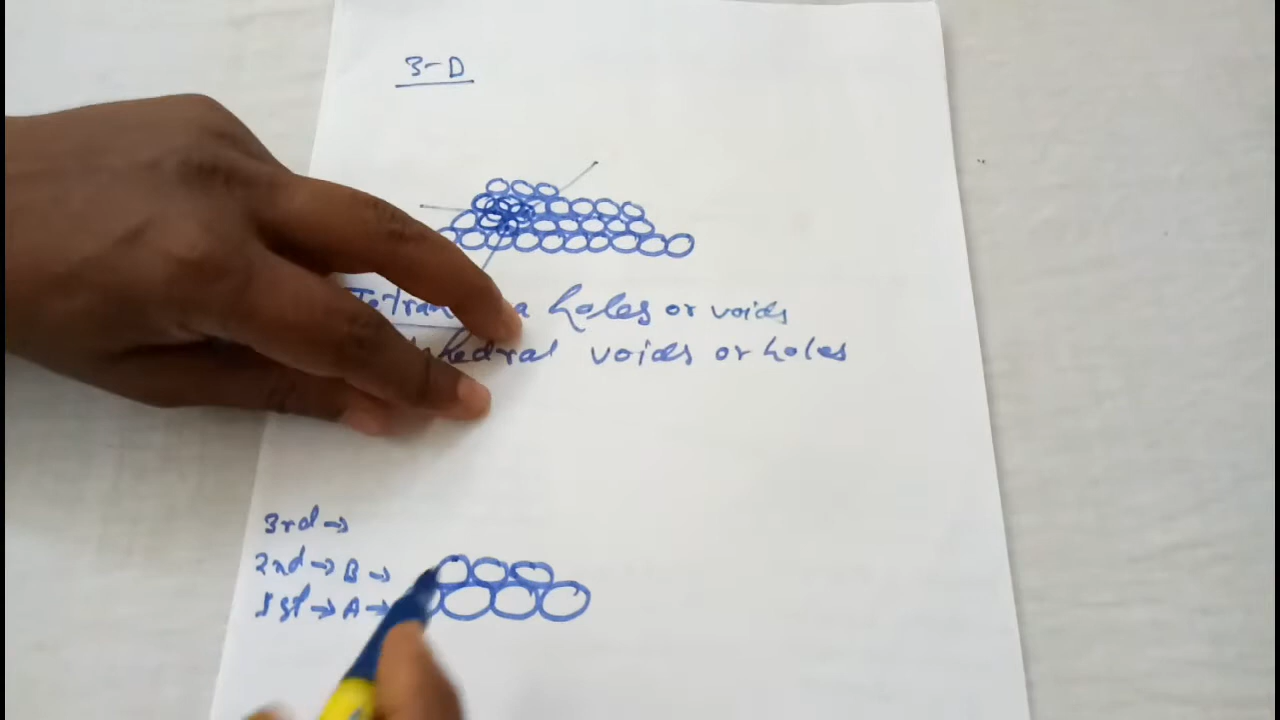 3-D
holes or voids
voids or holes
3rd →
2nd → B →
1st → A →